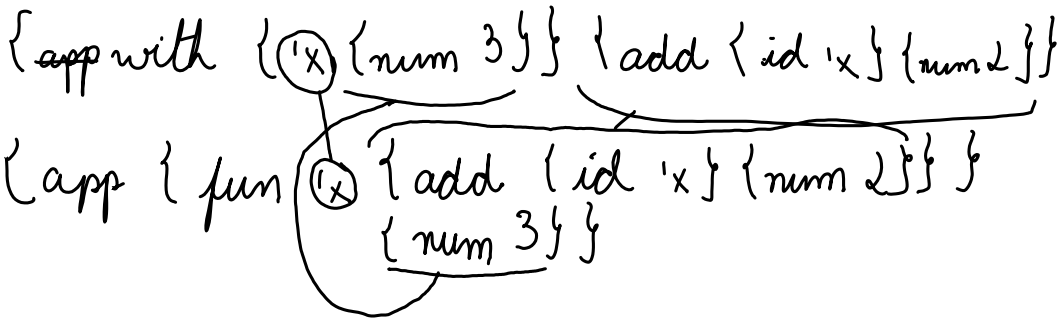 {app with { 'x {num 3}} {add {id 'x} {num 2}}
{app { fun 'x {add {id 'x} {num 2}} }
{num 3}}